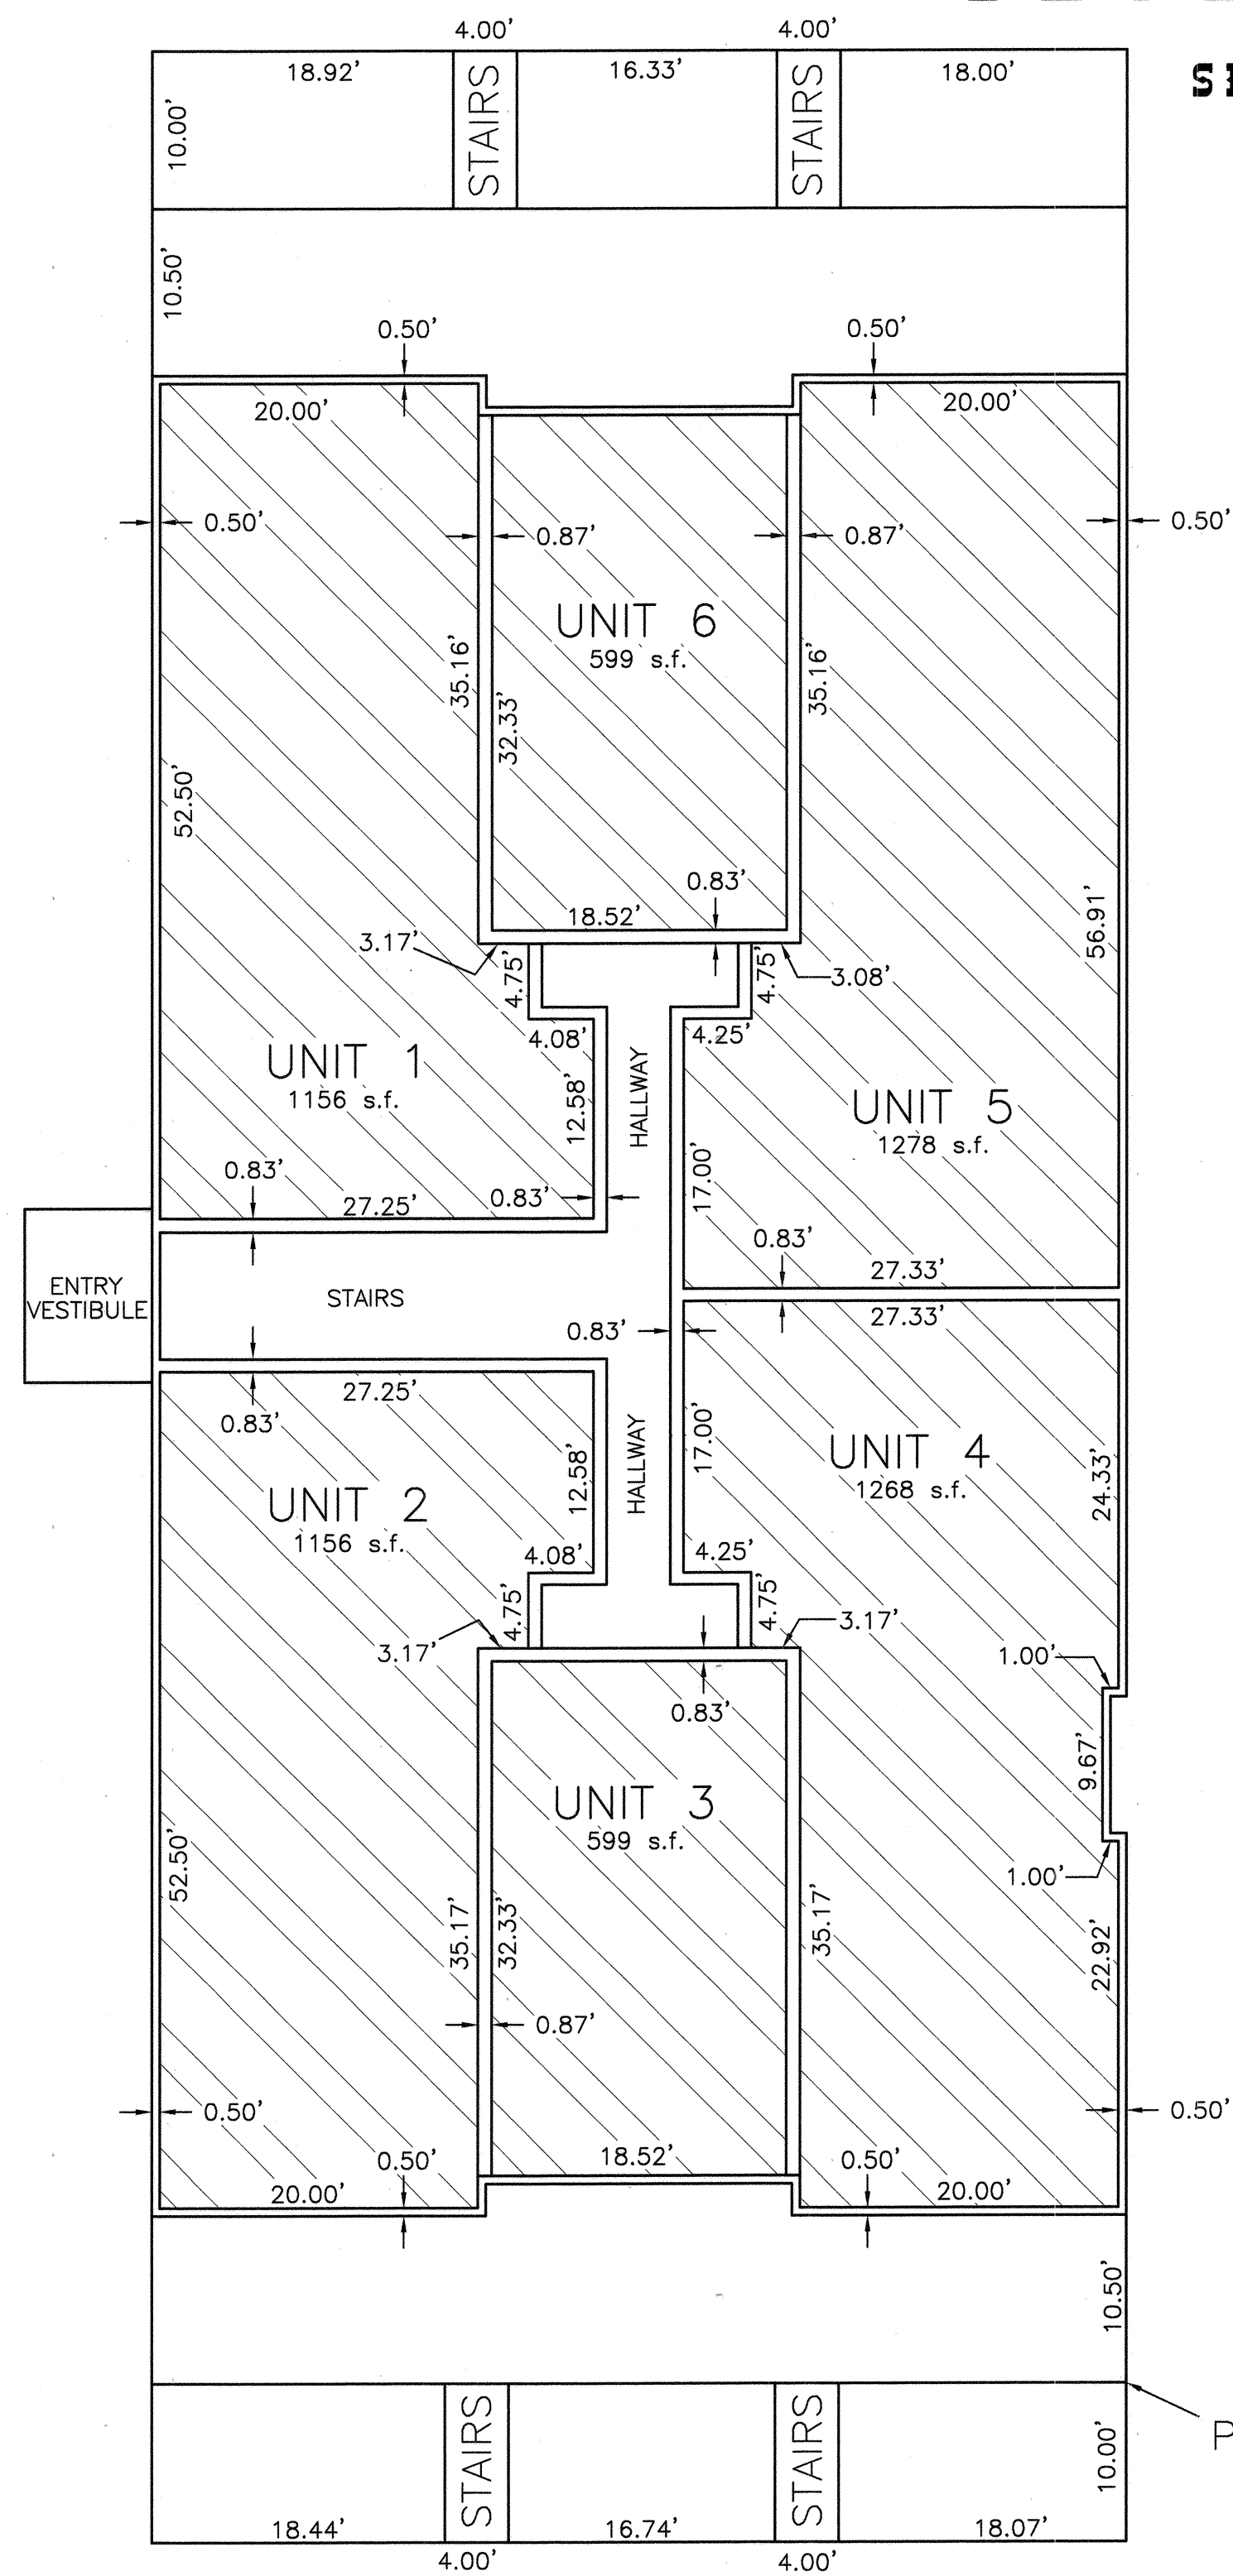 4.00' 4.00'
18.92' 16.33' 18.00'
STAIRS STAIRS
10.00'
10.50'
0.50' 0.50'
20.00' 20.00'
0.50' 0.87' 0.87' 0.50'
UNIT 6
599 s.f.
35.16' 32.33' 35.16'
52.50'
0.83'
18.52'
3.17' 4.75' 4.75' 3.08'
56.91'
4.08' 4.25'
UNIT 1
1156 s.f.
12.58'
HALLWAY
UNIT 5
1278 s.f.
17.00'
0.83' 0.83'
27.25'
0.83'
27.33'
ENTRY
VESTIBULE
STAIRS
27.33'
0.83'
27.25'
0.83'
12.58'
HALLWAY
17.00'
UNIT 4
1268 s.f.
24.33'
UNIT 2
1156 s.f.
4.08' 4.25'
4.75' 4.75'
3.17' 3.17'
1.00'
0.83'
9.67'
UNIT 3
599 s.f.
1.00'
52.50'
35.17' 32.33' 35.17'
22.92'
0.87'
0.50' 0.50'
0.50' 18.52' 0.50'
20.00' 20.00'
10.50'
P
10.00'
STAIRS STAIRS
18.44' 16.74' 18.07'
4.00' 4.00'